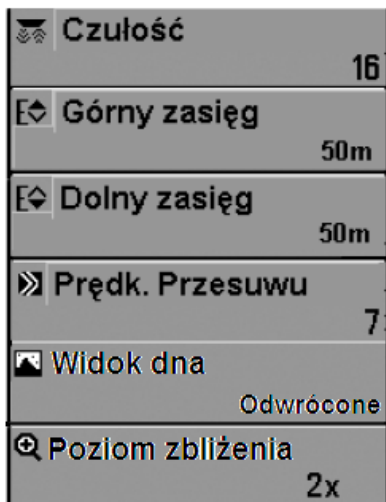 Czułość
16
Górny zasięg
50m
Dolny zasięg
50m
Prędk. Przesuwu
7
Widok dna
Odwrócone
Poziom zbliżenia
2x